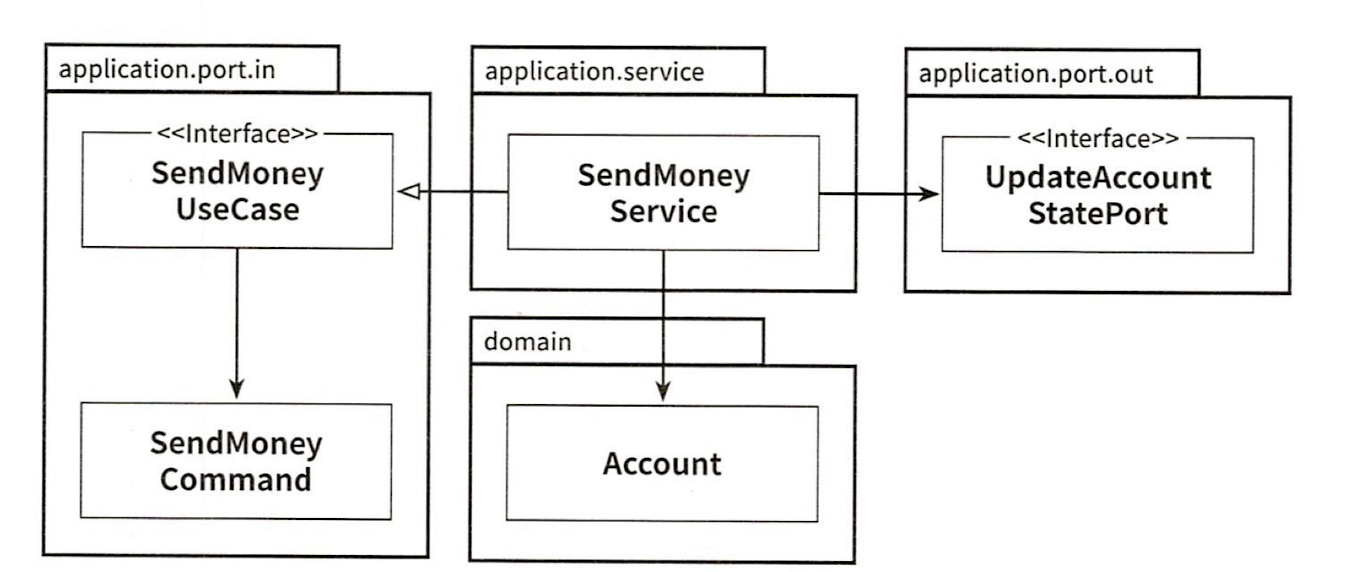 application.port.in
<<Interface>>
SendMoney
UseCase
SendMoney
Command
application.service
SendMoney
Service
domain
Account
application.port.out
<<Interface>>
UpdateAccount
StatePort